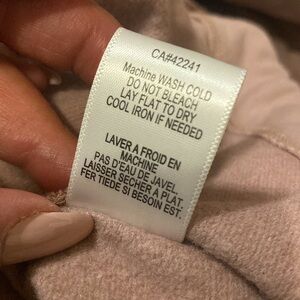 CA#42241
Machine WASH COLD
DO NOT BLEACH
LAY FLAT TO DRY
COOL IRON IF NEEDED
LAVER A FROID EN
MACHINE
PAS D'EAU DE JAVEL.
LAISSER SÉCHER À PLAT.
FER TIEDE SI BESOIN EST.